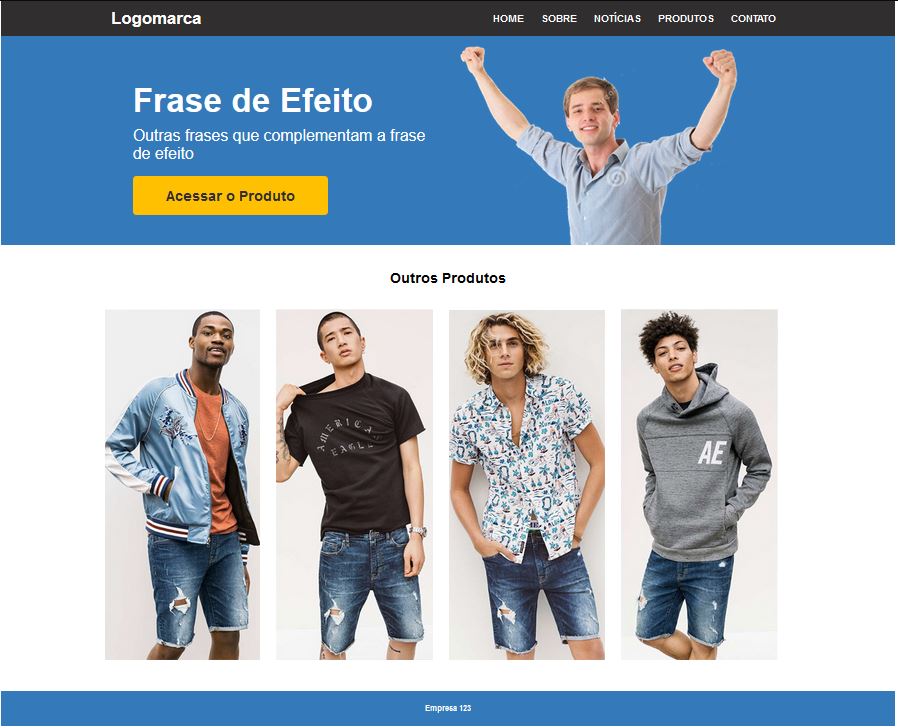 Logomarca
HOME SOBRE NOTÍCIAS PRODUTOS CONTATO
Frase de Efeito
Outras frases que complementam a frase
de efeito
Acessar o Produto
Outros Produtos
AMERICAN
EAGLE
AE
Empresa 123